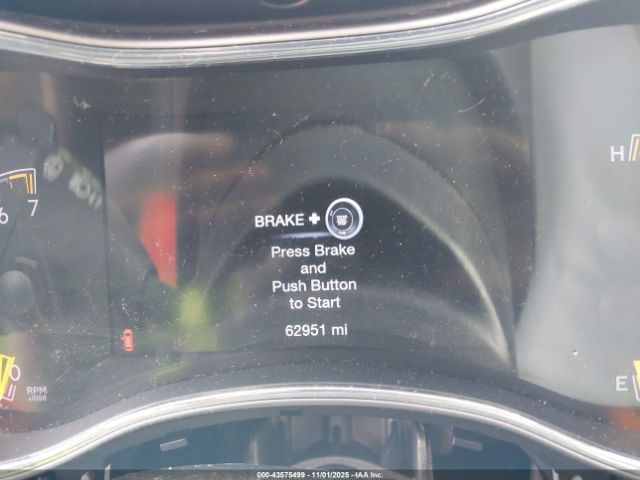 H
6 7
BRAKE +
Press Brake
and
Push Button
to Start
62951 mi
0
RPM
x1000
E
000-43575499 - 11/01/2025 - IAA Inc.